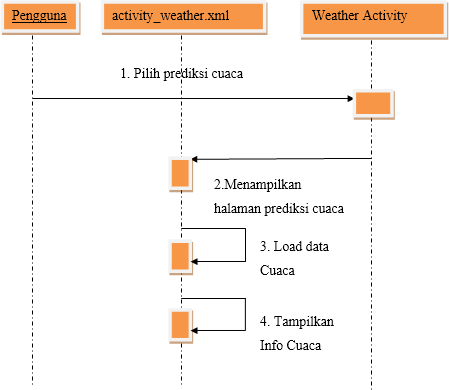 Pengguna
activity_weather.xml
Weather Activity
1. Pilih prediksi cuaca
2.Menampilkan
halaman prediksi cuaca
3. Load data
Cuaca
4. Tampilkan
Info Cuaca